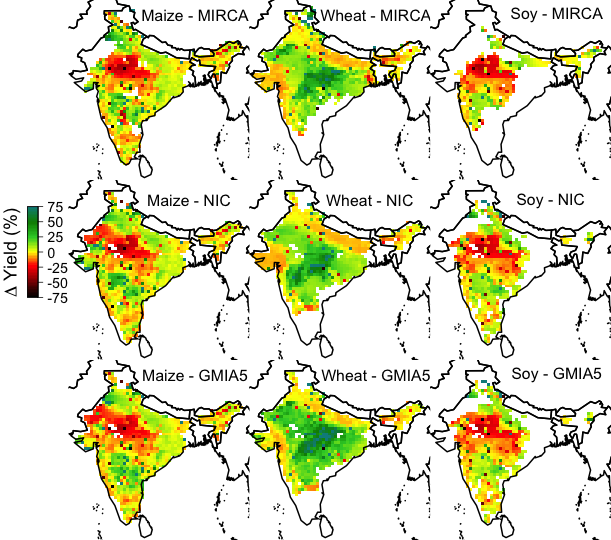 Maize - MIRCA
Wheat - MIRCA
Soy - MIRCA
Maize - NIC
Wheat - NIC
Soy - NIC
Δ Yield (%)
75
50
25
0
-25
-50
-75
Maize - GMIA5
Wheat - GMIA5
Soy - GMIA5